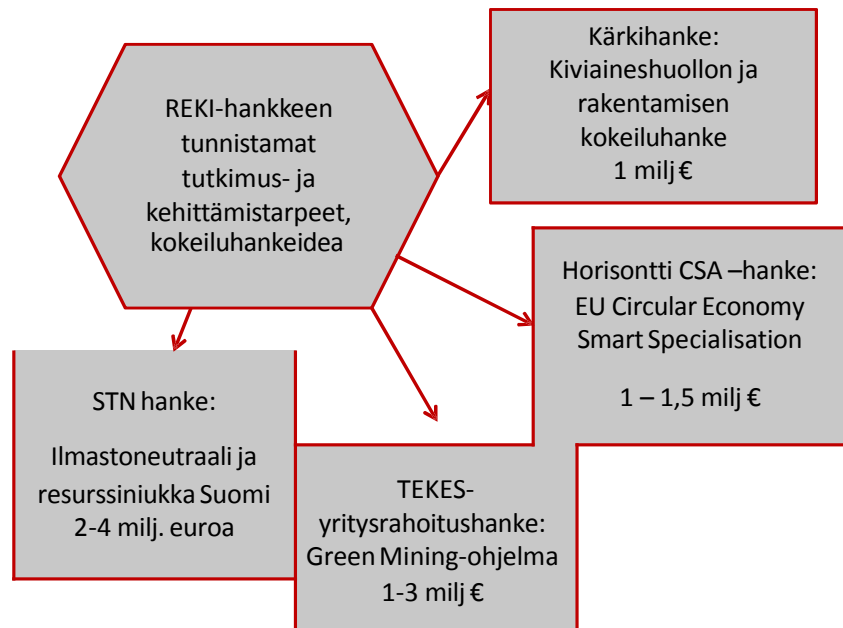 REKI-hankkeen
tunnistamat
tutkimus- ja
kehittämistarpeet,
kokeiluhankeidea
Kärkihanke:
Kiviaineshuollon ja
rakentamisen
kokeiluhanke
1 milj €
Horisontti CSA –hanke:
EU Circular Economy
Smart Specialisation
1 – 1,5 milj €
STN hanke:
Ilmastoneutraali ja
resurssiniukka Suomi
2-4 milj. euroa
TEKES-
yritysrahoitushanke:
Green Mining-ohjelma
1-3 milj €